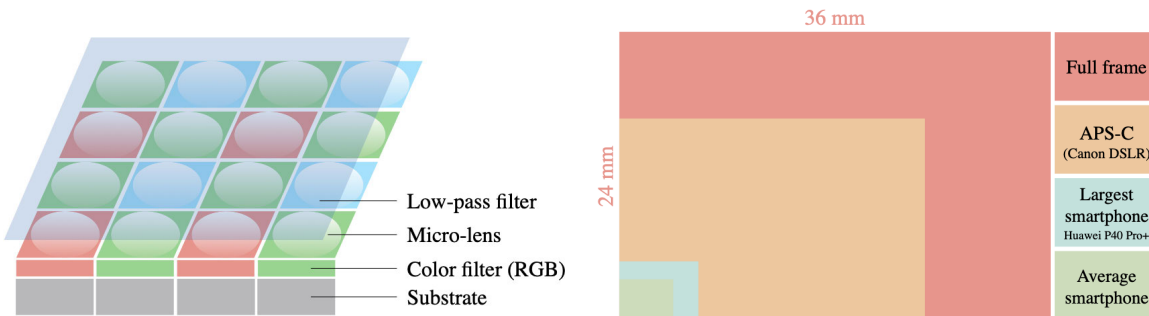 Low-pass filter
Micro-lens
Color filter (RGB)
Substrate
36 mm
24 mm
Full frame
APS-C
(Canon DSLR)
Largest
smartphone
Huawei P40 Pro+
Average
smartphone